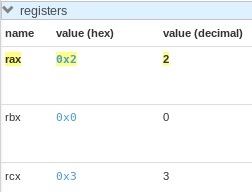 registers
name value (hex) value (decimal)
rax 0x2 2
rbx 0x0 0
rcx 0x3 3